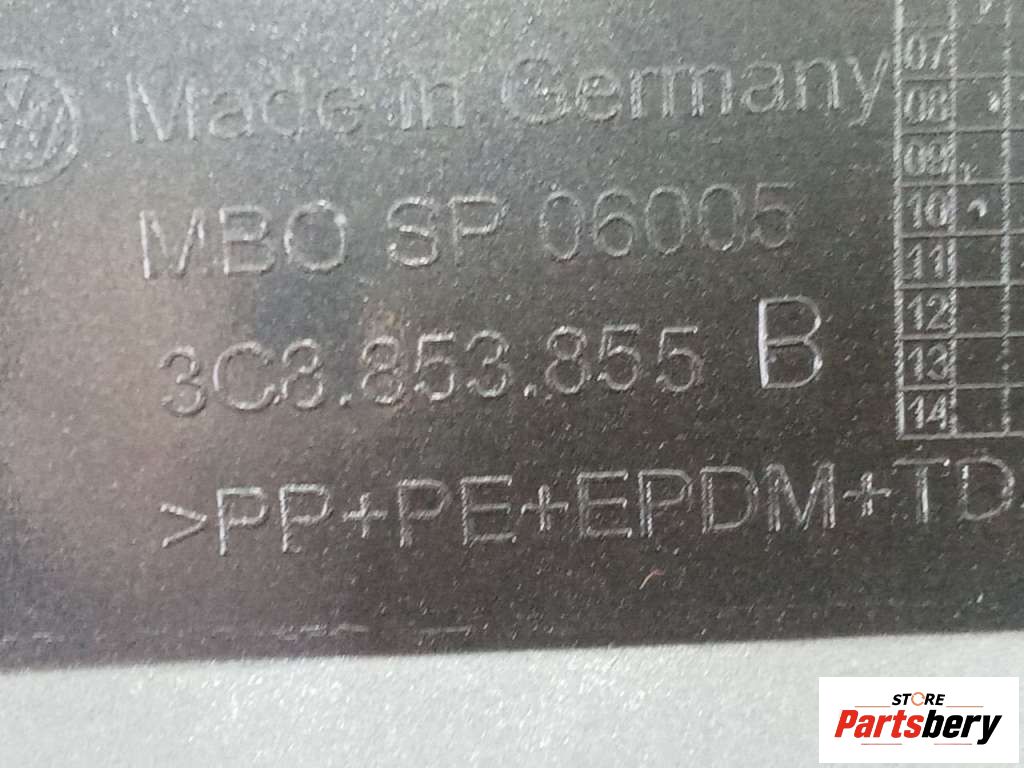 Made in Germany
MBO SP 06005
3C8.853.855 B
>PP+PE+EPDM+TD
07
08
09
10
11
12
13
14
STORE
Partsbery